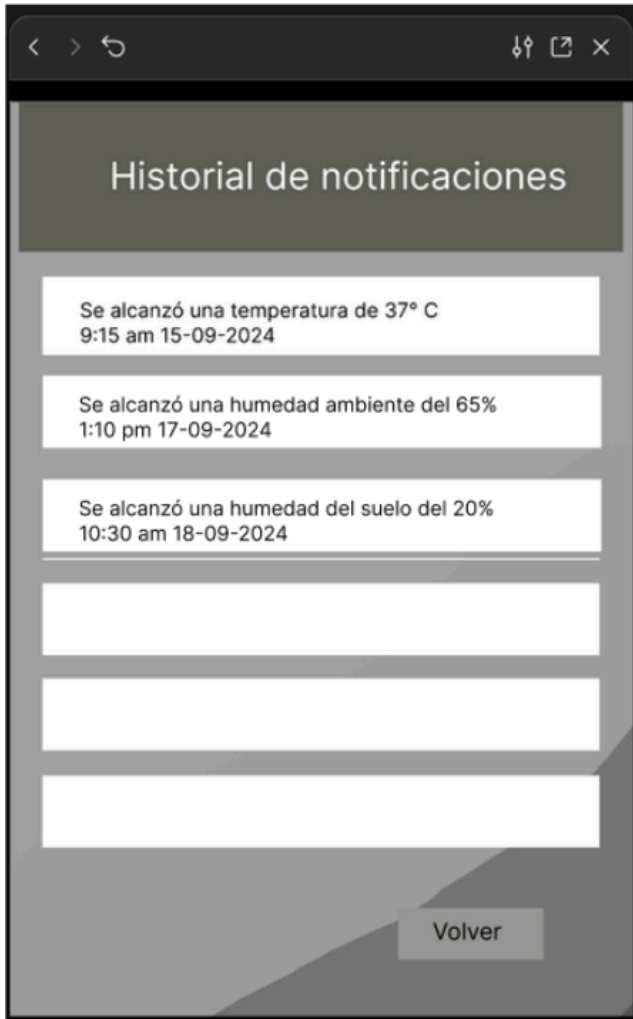 Historial de notificaciones
Se alcanzó una temperatura de 37° C
9:15 am 15-09-2024
Se alcanzó una humedad ambiente del 65%
1:10 pm 17-09-2024
Se alcanzó una humedad del suelo del 20%
10:30 am 18-09-2024
Volver